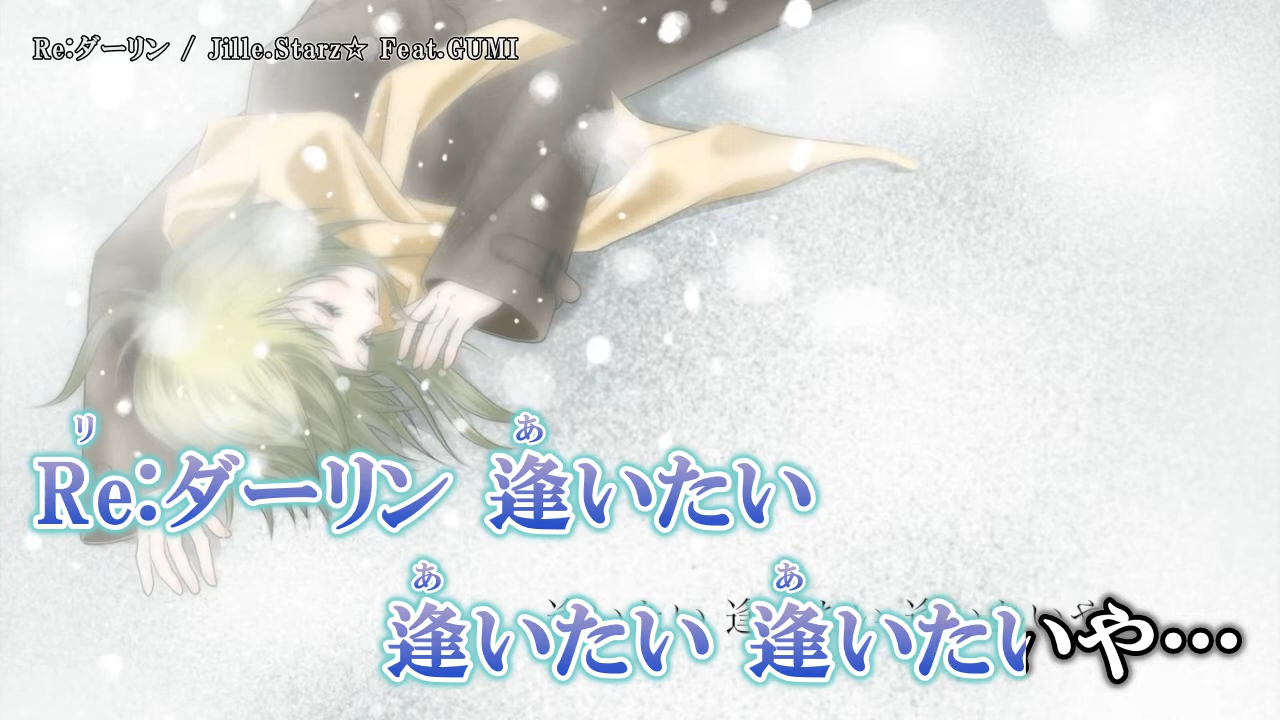 Re:ダーリン / Jille.Starz☆ Feat.GUMI
リ あ
Re:ダーリン 逢いたい
あ あ
逢いたい 逢いたいや…